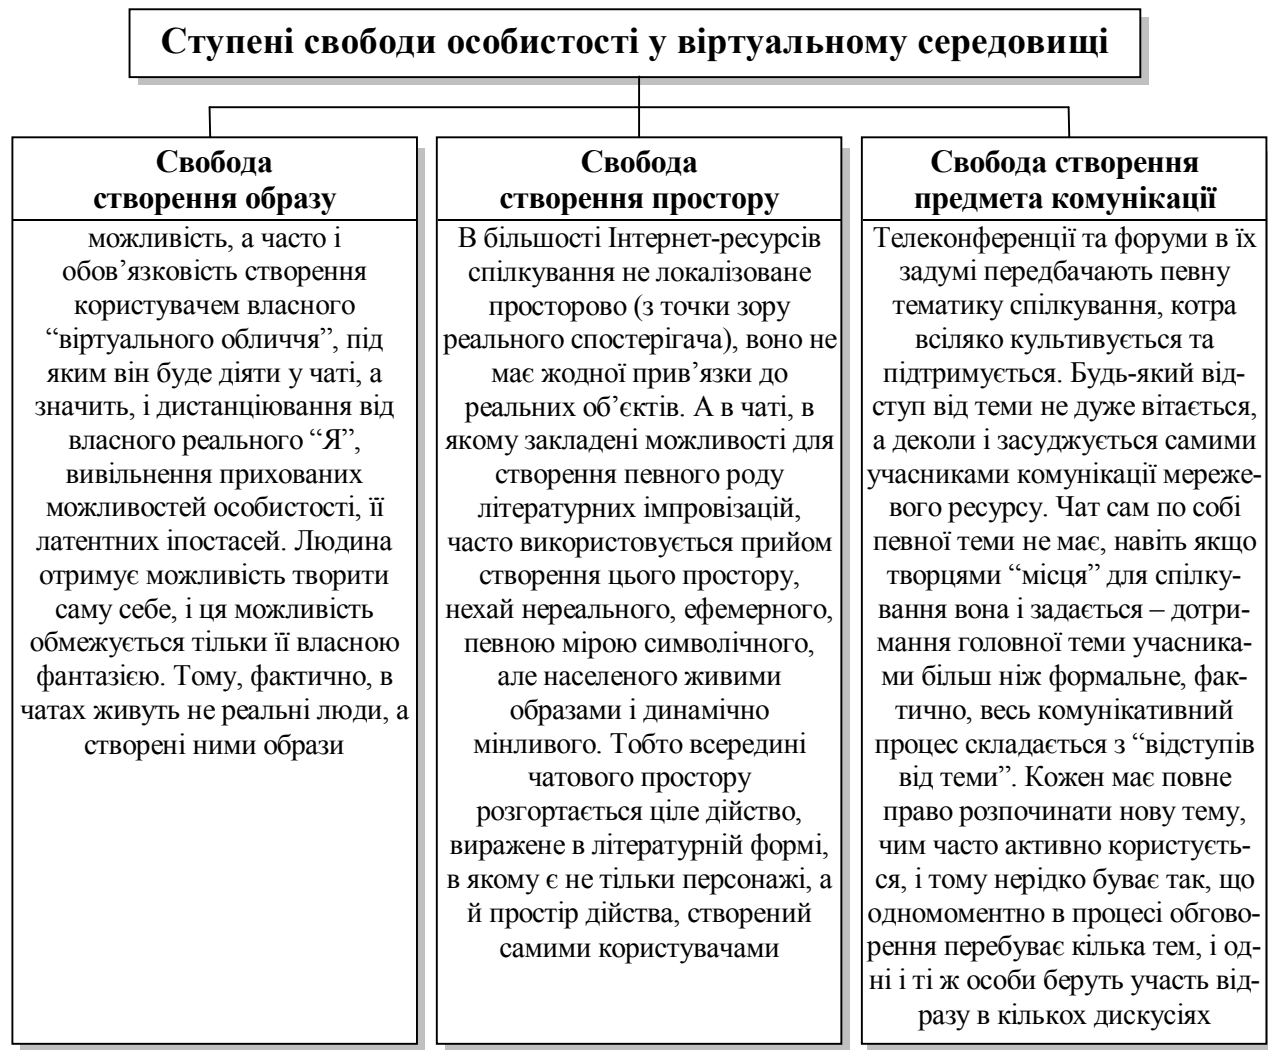 Ступені свободи особистості у віртуальному середовищі
Свобода
створення образу
можливість, а часто і
обов’язковість створення
користувачем власного
“віртуального обличчя”, під
яким він буде діяти у чаті, а
значить, і дистанціювання від
власного реального “Я”,
вивільнення прихованих
можливостей особистості, її
латентних іпостасей. Людина
отримує можливість творити
саму себе, і ця можливість
обмежується тільки її власною
фантазією. Тому, фактично, в
чатах живуть не реальні люди, а
створені ними образи
Свобода
створення простору
В більшості Інтернет-ресурсів
спілкування не локалізоване
просторово (з точки зору
реального спостерігача), воно не
має жодної прив’язки до
реальних об’єктів. А в чаті, в
якому закладені можливості для
створення певного роду
літературних імпровізацій,
часто використовується прийом
створення цього простору,
нехай нереального, ефемерного,
певною мірою символічного,
але населеного живими
образами і динамічно
мінливого. Тобто всередині
чатового простору
розгортається ціле дійство,
виражене в літературній формі,
в якому є не тільки персонажі, а
й простір дійства, створений
самими користувачами
Свобода створення
предмета комунікації
Телеконференції та форуми в їх
задумі передбачають певну
тематику спілкування, котра
всіляко культивується та
підтримується. Будь-який від-
ступ від теми не дуже вітається,
а деколи і засуджується самими
учасниками комунікації мереже-
вого ресурсу. Чат сам по собі
певної теми не має, навіть якщо
творцями “місця” для спілку-
вання вона і задається – дотри-
мання головної теми учасника-
ми більш ніж формальне, фак-
тично, весь комунікативний
процес складається з “відступів
від теми”. Кожен має повне
право розпочинати нову тему,
чим часто активно користуєть-
ся, і тому нерідко буває так, що
одномоментно в процесі обгово-
рення перебуває кілька тем, і од-
ні і ті ж особи беруть участь від-
разу в кількох дискусіях